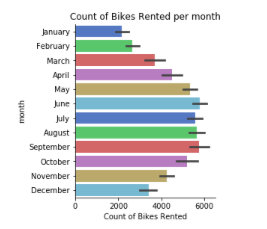 Count of Bikes Rented per month
January
February
March
April
May
June
July
August
September
October
November
December
month
0 2000 4000 6000
Count of Bikes Rented